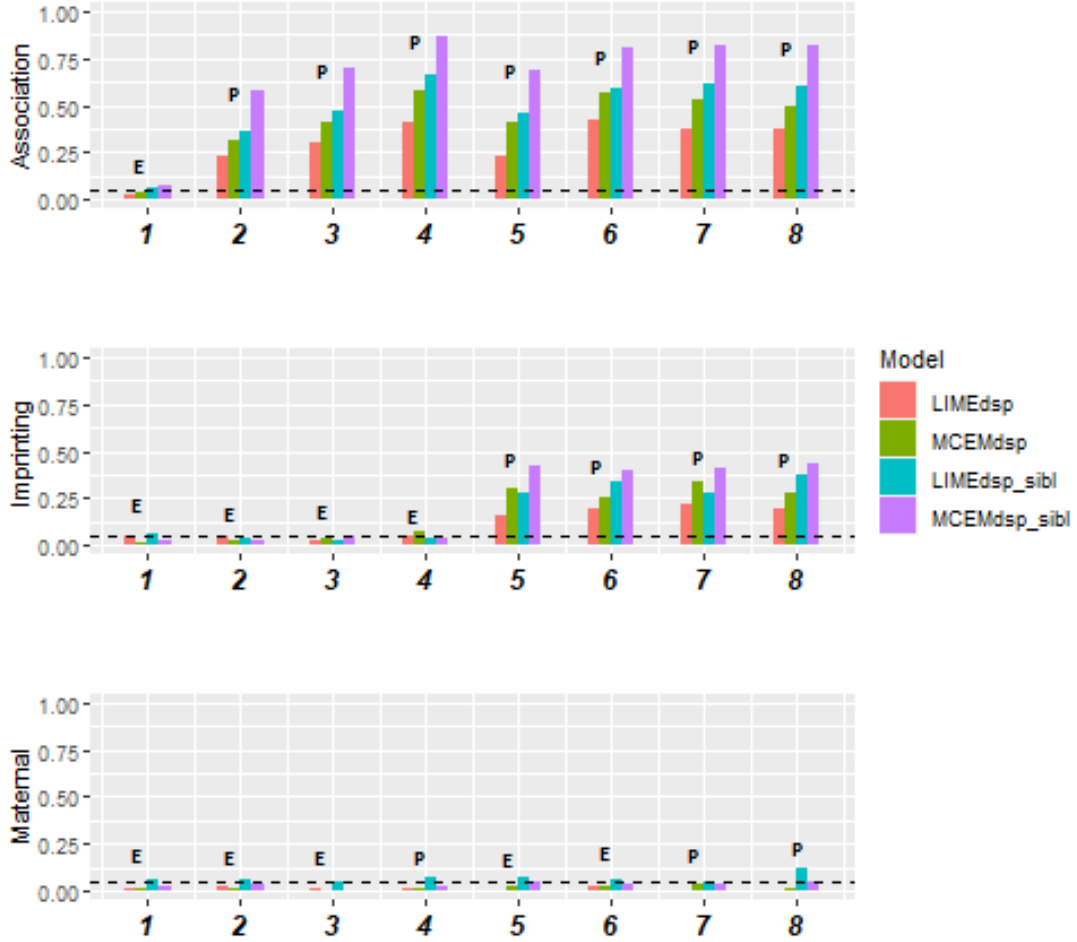 Association
1.00
0.75
0.50
0.25
0.00
E P P P P P P P
1 2 3 4 5 6 7 8
Imprinting
1.00
0.75
0.50
0.25
0.00
E E E E P P P P
1 2 3 4 5 6 7 8
Model
LIMEdsp
MCEMdsp
LIMEdsp_sibl
MCEMdsp_sibl
Maternal
1.00
0.75
0.50
0.25
0.00
E E E P E E P P
1 2 3 4 5 6 7 8